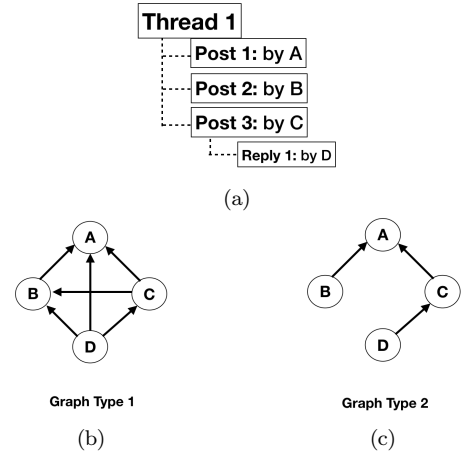 Thread 1
Post 1: by A
Post 2: by B
Post 3: by C
Reply 1: by D
(a)
A
B
C
D
Graph Type 1
(b)
A
B
C
D
Graph Type 2
(c)